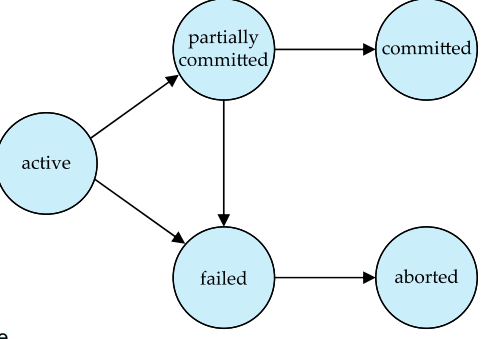 partially
committed
committed
active
failed
aborted
e